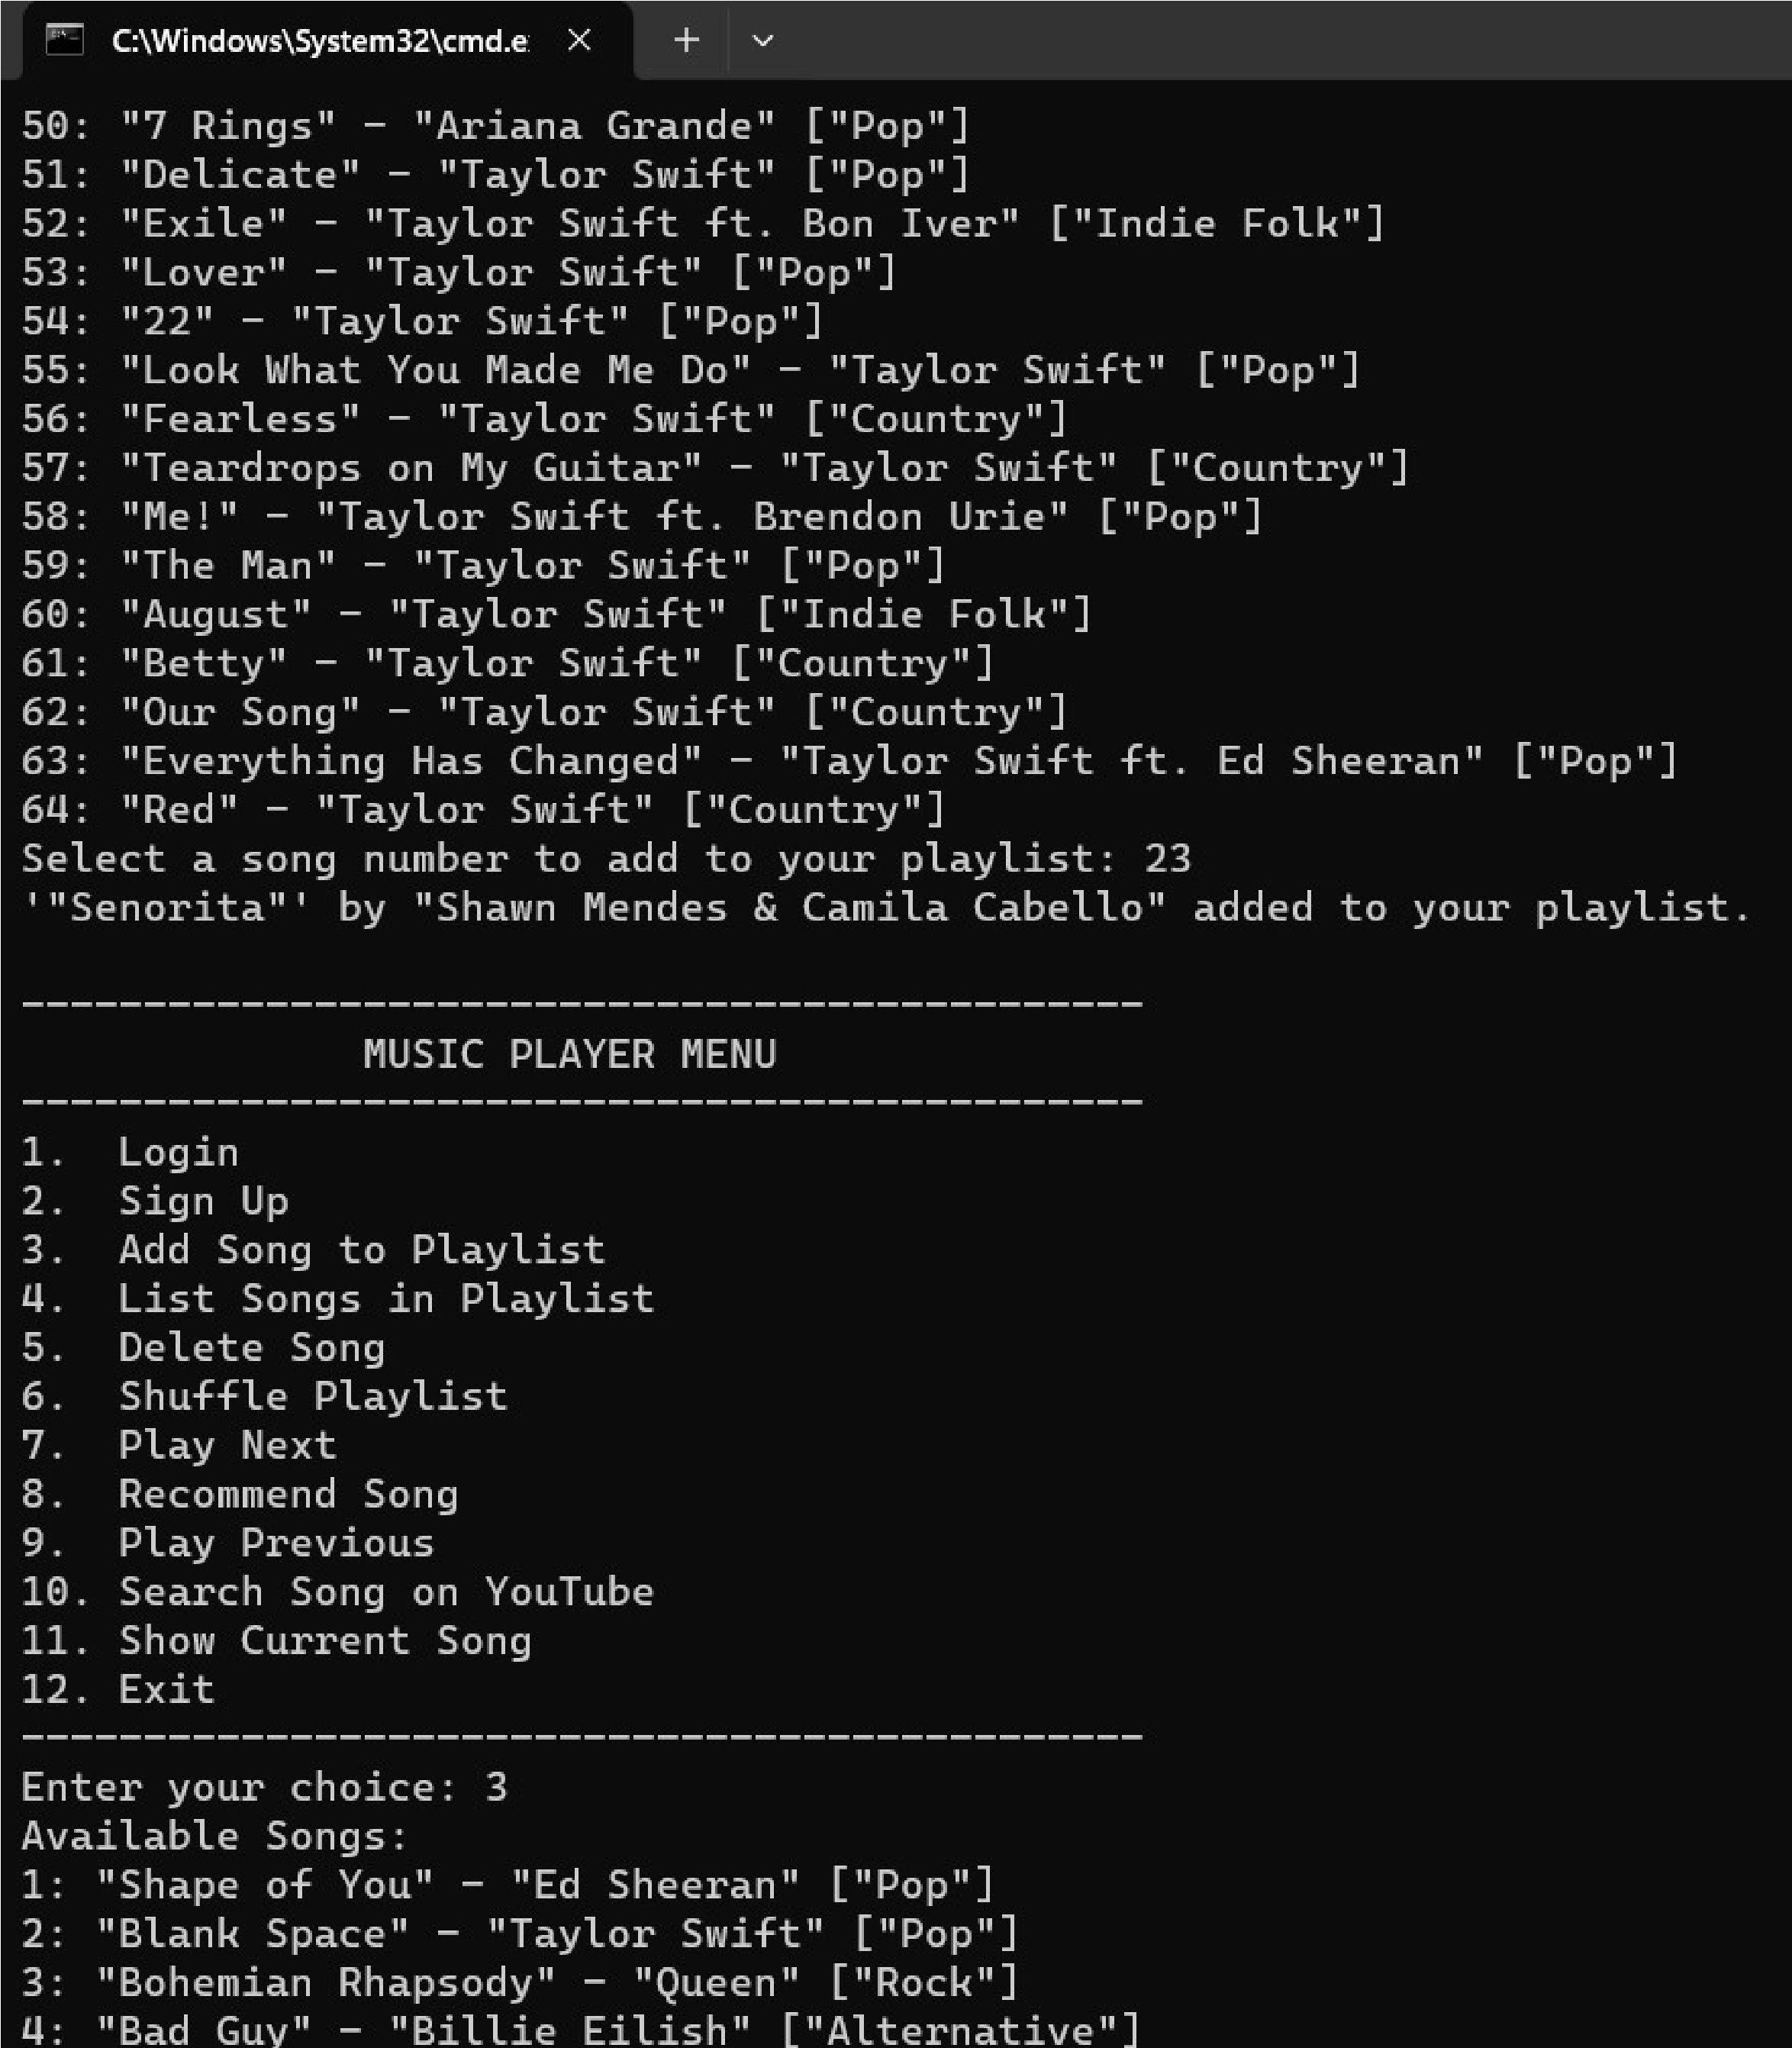 C:\Windows\System32\cmd.e
50: "7 Rings" - "Ariana Grande" ["Pop"]
51: "Delicate" - "Taylor Swift" ["Pop"]
52: "Exile" - "Taylor Swift ft. Bon Iver" ["Indie Folk"]
53: "Lover" - "Taylor Swift" ["Pop"]
54: "22" - "Taylor Swift" ["Pop"]
55: "Look What You Made Me Do" - "Taylor Swift" ["Pop"]
56: "Fearless" - "Taylor Swift" ["Country"]
57: "Teardrops on My Guitar" - "Taylor Swift" ["Country"]
58: "Me!" - "Taylor Swift ft. Brendon Urie" ["Pop"]
59: "The Man" - "Taylor Swift" ["Pop"]
60: "August" - "Taylor Swift" ["Indie Folk"]
61: "Betty" - "Taylor Swift" ["Country"]
62: "Our Song" - "Taylor Swift" ["Country"]
63: "Everything Has Changed" - "Taylor Swift ft. Ed Sheeran" ["Pop"]
64: "Red" - "Taylor Swift" ["Country"]
Select a song number to add to your playlist: 23
'"Senorita"' by "Shawn Mendes & Camila Cabello" added to your playlist.
----------------------------------------------
MUSIC PLAYER MENU
----------------------------------------------
1.  Login
2.  Sign Up
3.  Add Song to Playlist
4.  List Songs in Playlist
5.  Delete Song
6.  Shuffle Playlist
7.  Play Next
8.  Recommend Song
9.  Play Previous
10. Search Song on YouTube
11. Show Current Song
12. Exit
----------------------------------------------
Enter your choice: 3
Available Songs:
1: "Shape of You" - "Ed Sheeran" ["Pop"]
2: "Blank Space" - "Taylor Swift" ["Pop"]
3: "Bohemian Rhapsody" - "Queen" ["Rock"]
4: "Bad Guy" - "Billie Eilish" ["Alternative"]